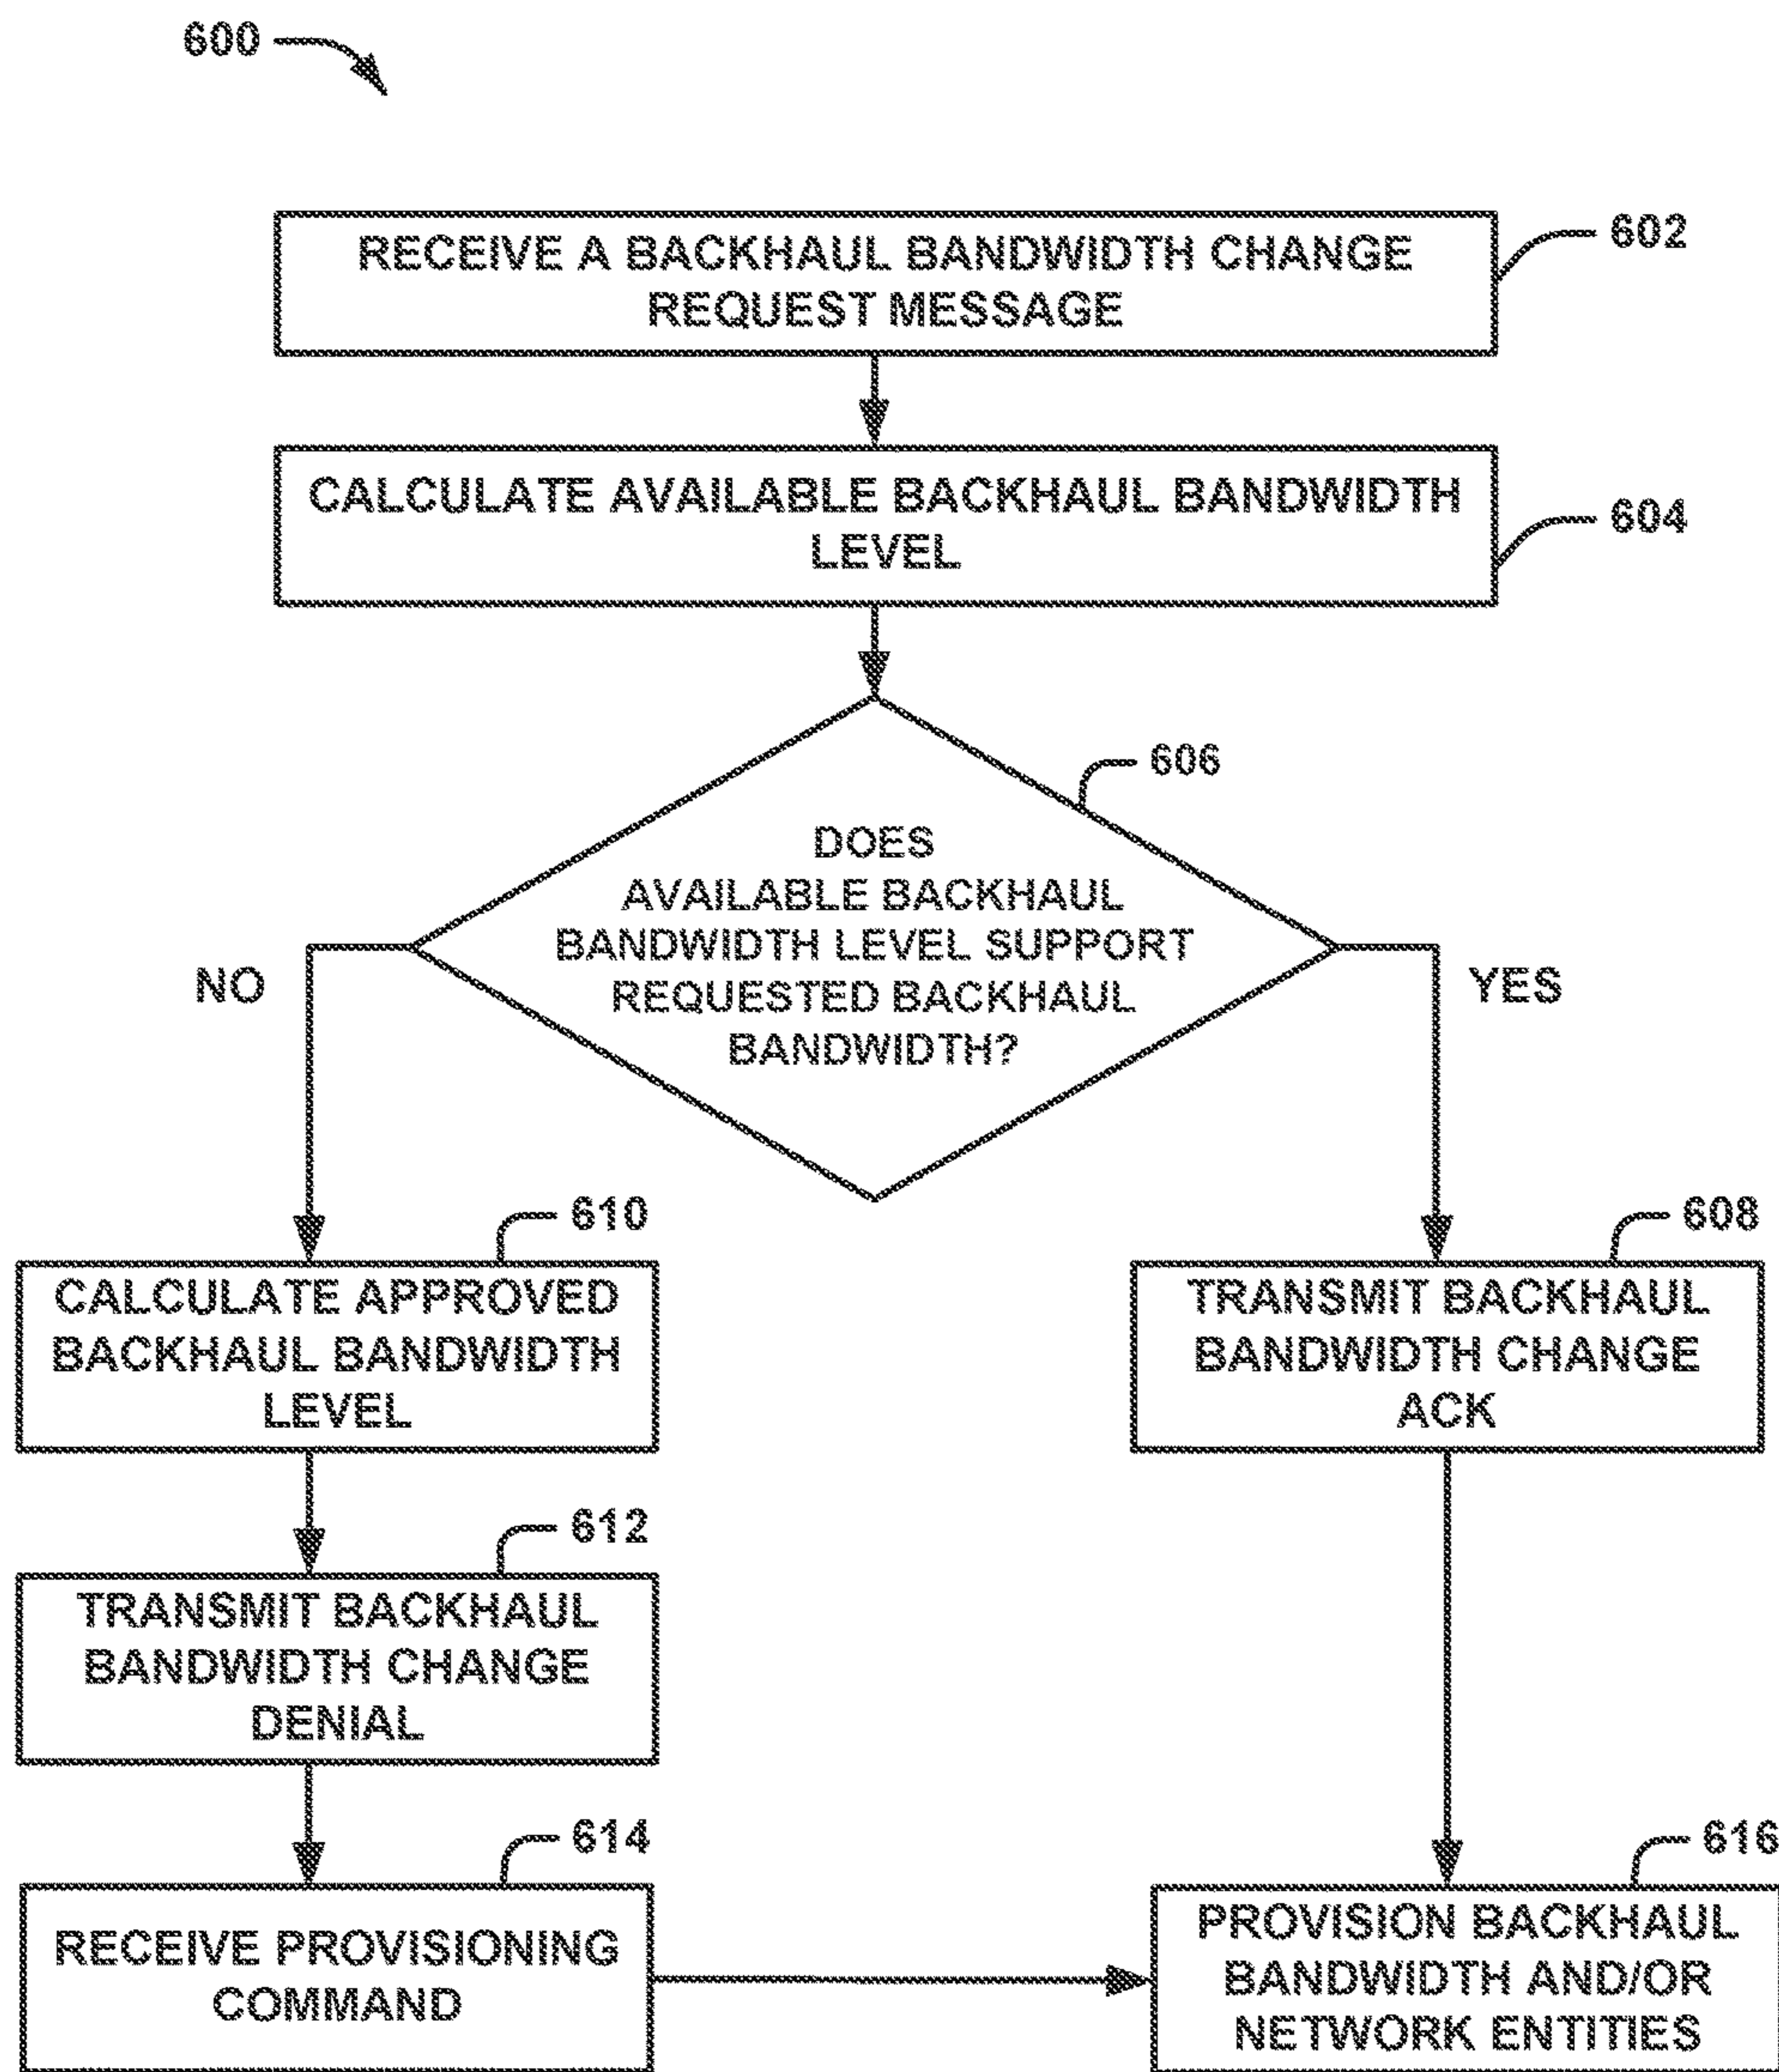 600
RECEIVE A BACKHAUL BANDWIDTH CHANGE
REQUEST MESSAGE
602
CALCULATE AVAILABLE BACKHAUL BANDWIDTH
LEVEL
604
606
DOES
AVAILABLE BACKHAUL
BANDWIDTH LEVEL SUPPORT
REQUESTED BACKHAUL
BANDWIDTH?
NO
YES
610
CALCULATE APPROVED
BACKHAUL BANDWIDTH
LEVEL
608
TRANSMIT BACKHAUL
BANDWIDTH CHANGE
ACK
612
TRANSMIT BACKHAUL
BANDWIDTH CHANGE
DENIAL
614
RECEIVE PROVISIONING
COMMAND
616
PROVISION BACKHAUL
BANDWIDTH AND/OR
NETWORK ENTITIES